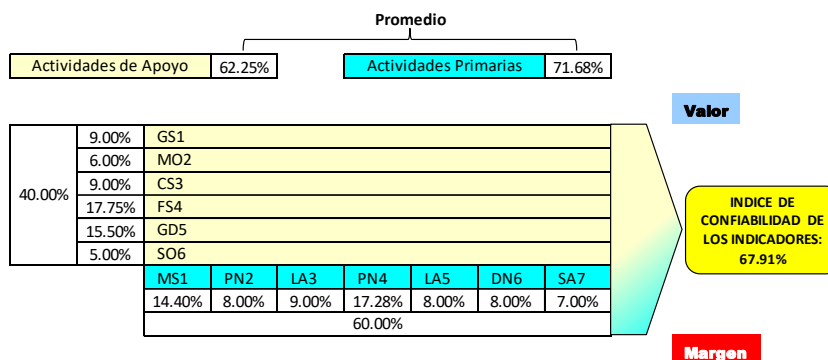 Promedio
Actividades de Apoyo 62.25% Actividades Primarias 71.68%
Valor
40.00%
9.00% GS1
6.00% MO2
9.00% CS3
17.75% FS4
15.50% GD5
5.00% SO6
INDICE DE
CONFIABILIDAD DE
LOS INDICADORES:
67.91%
MS1 PN2 LA3 PN4 LA5 DN6 SA7
14.40% 8.00% 9.00% 17.28% 8.00% 8.00% 7.00%
60.00%
Margen